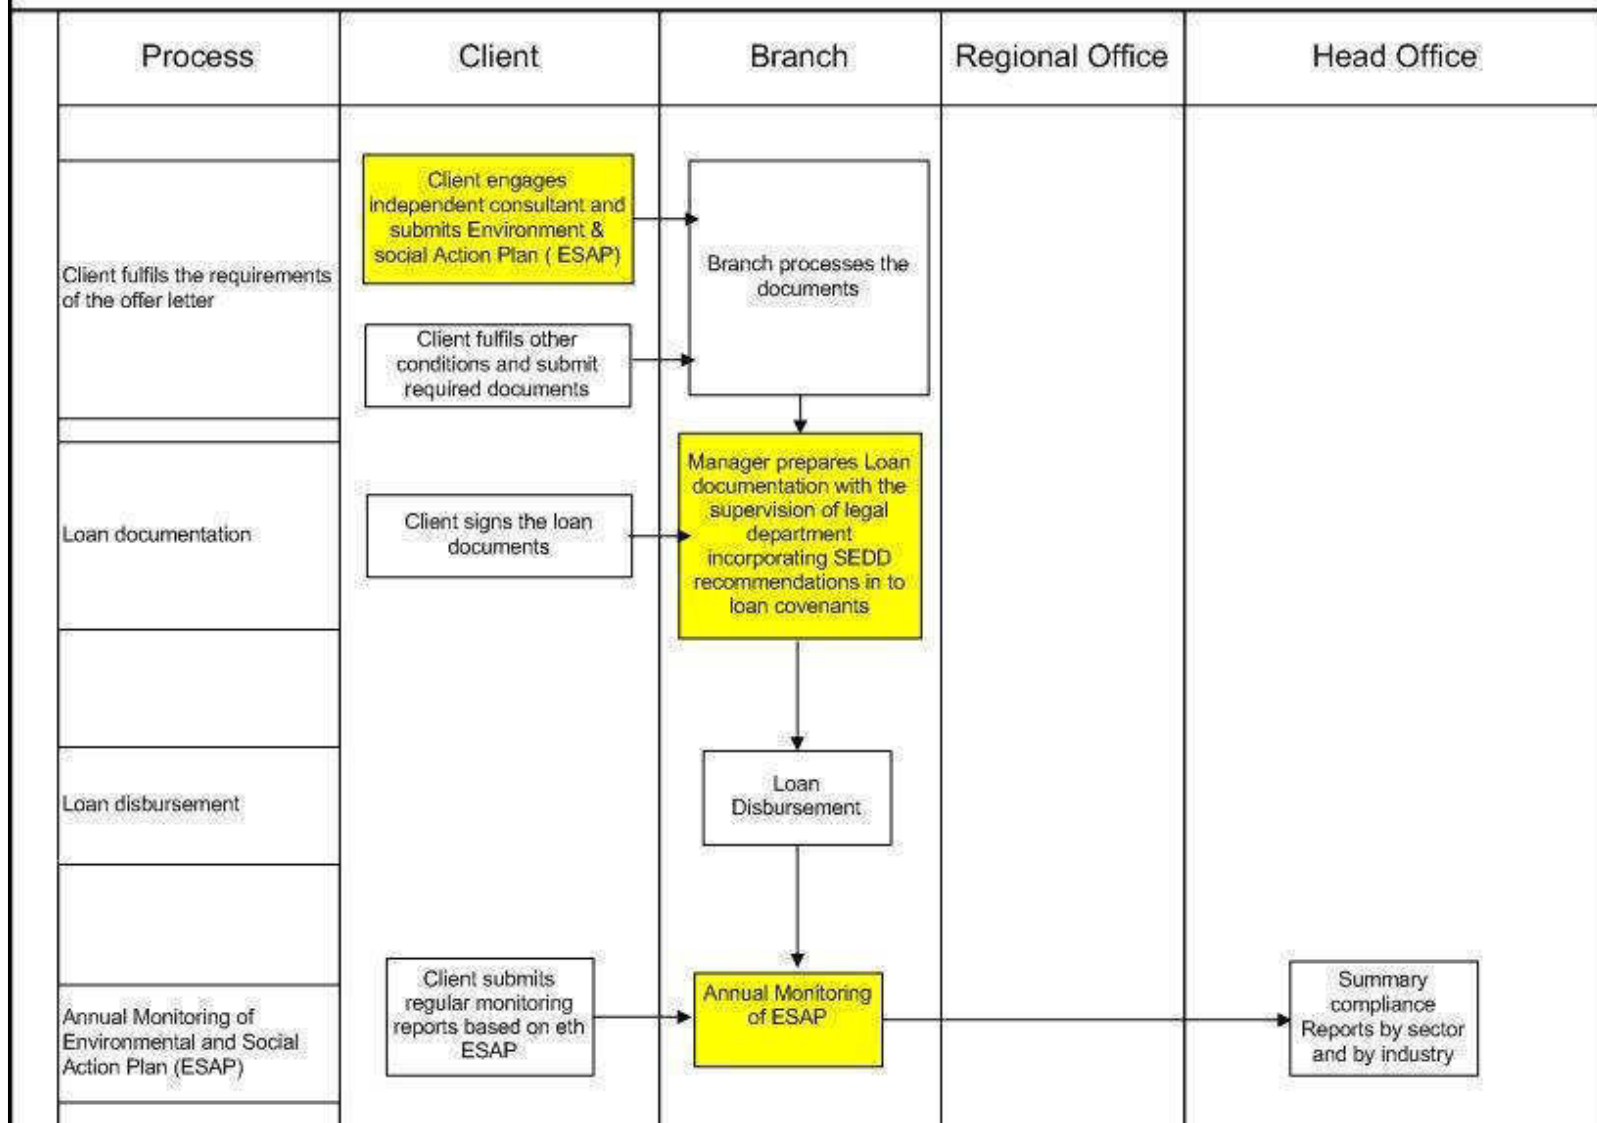 Process
Client
Branch
Regional Office
Head Office
Client fulfils the requirements
of the offer letter
Client engages
independent consultant and
submits Environment &
social Action Plan ( ESAP)
Branch processes the
documents
Client fulfils other
conditions and submit
required documents
Loan documentation
Client signs the loan
documents
Manager prepares Loan
documentation with the
supervision of legal
department
incorporating SEDD
recommendations in to
loan covenants
Loan disbursement
Loan
Disbursement
Annual Monitoring of
Environmental and Social
Action Plan (ESAP)
Client submits
regular monitoring
reports based on eth
ESAP
Annual Monitoring
of ESAP
Summary
compliance
Reports by sector
and by industry